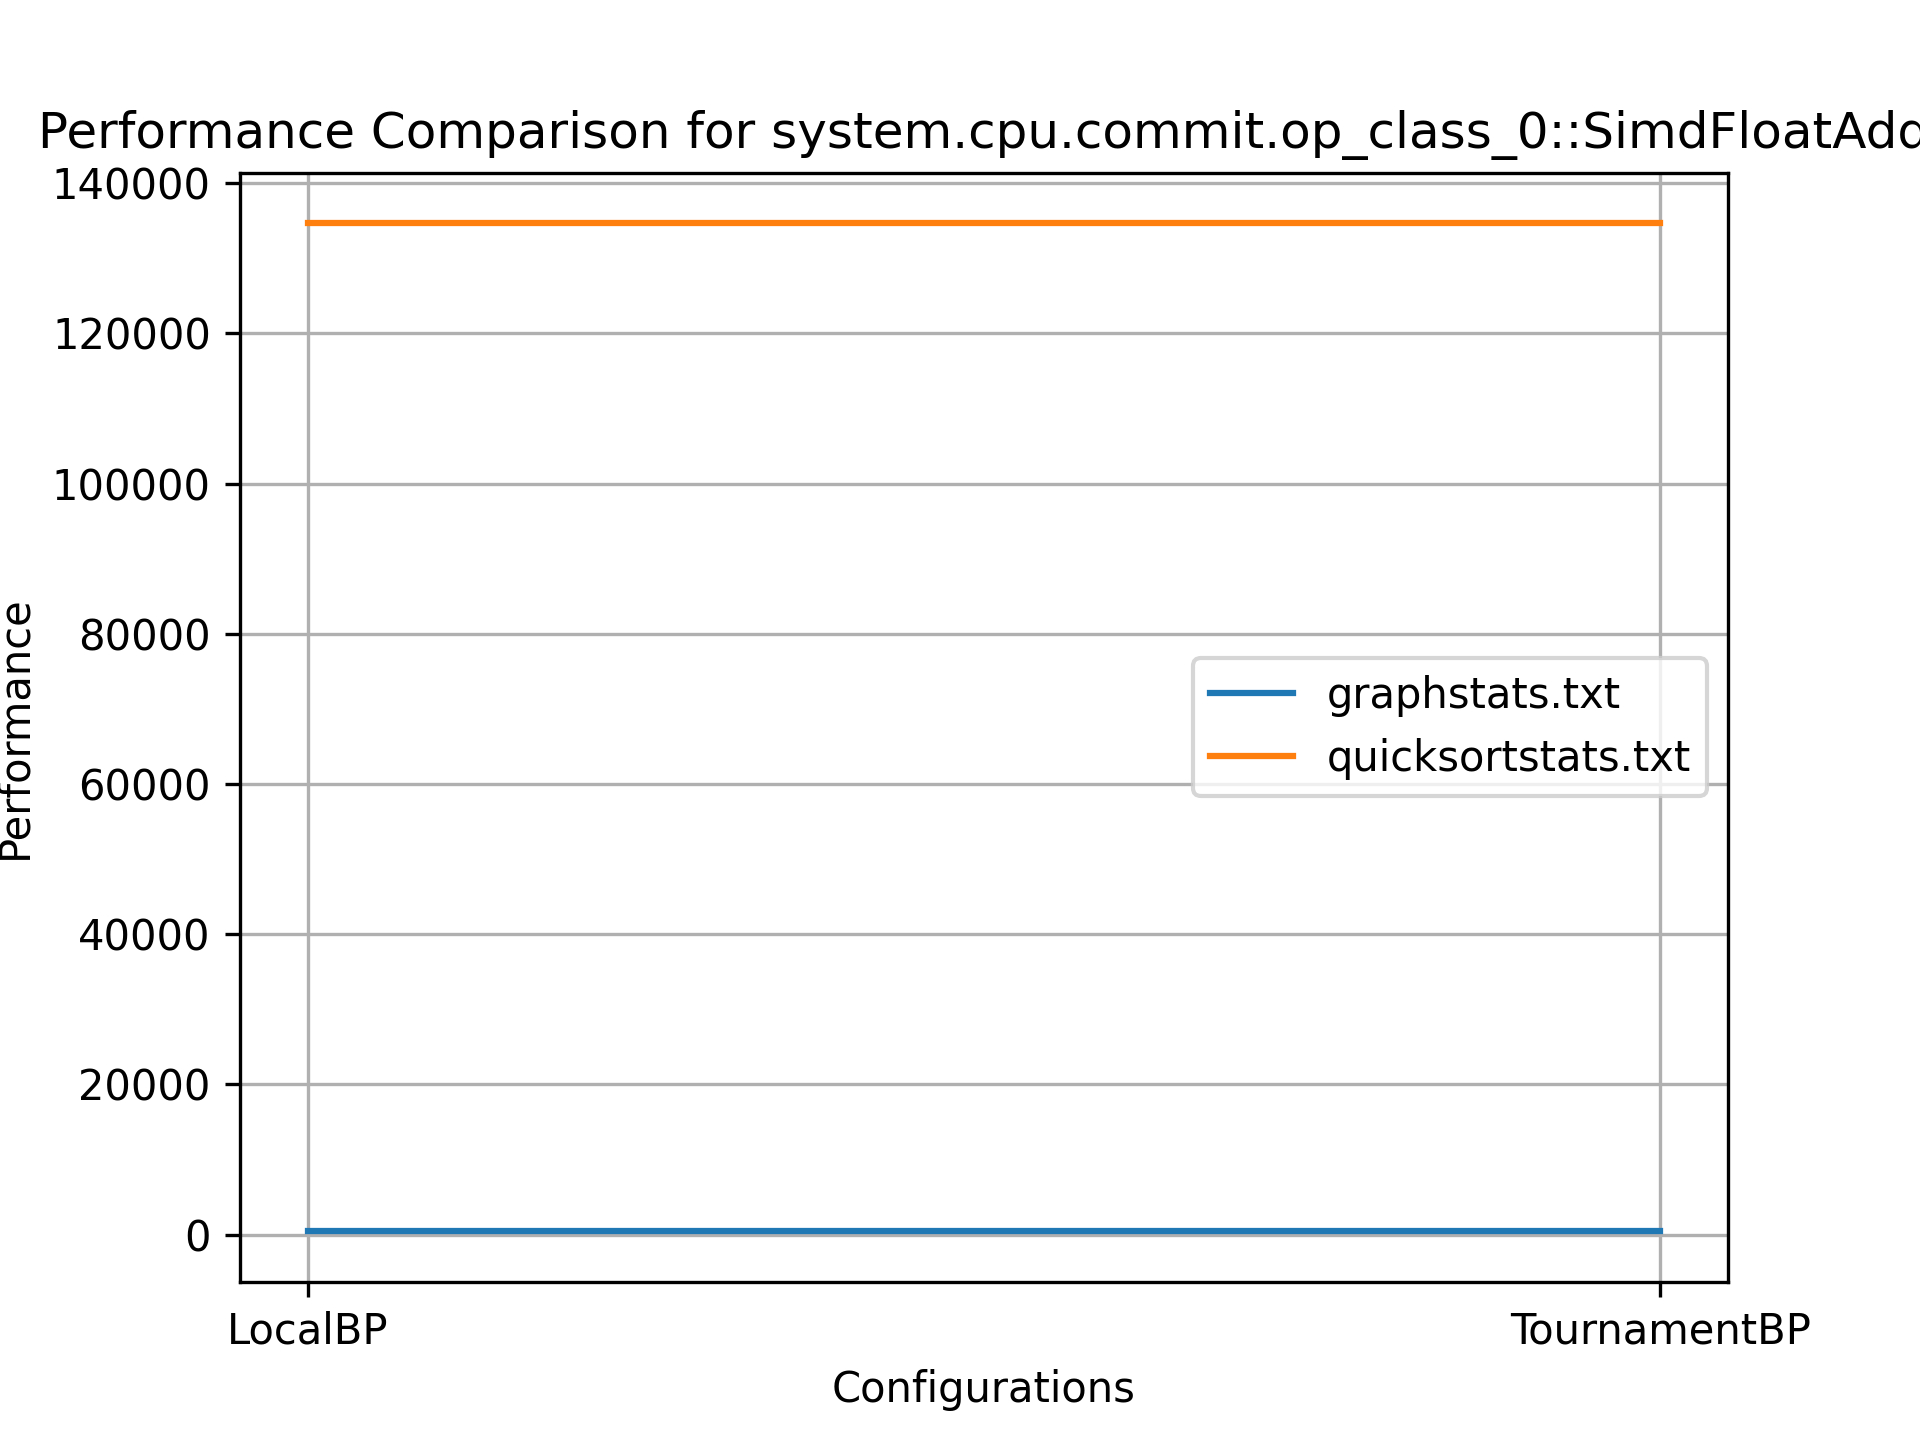 Performance Comparison for system.cpu.commit.op_class_0::SimdFloatAdd
140000
120000
100000
80000
60000
40000
20000
0
Performance
graphstats.txt
quicksortstats.txt
LocalBP
TournamentBP
Configurations